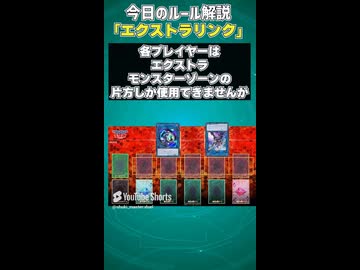 今日のルール解説
「エクストラリング」
各プレイヤーは
エクストラ
モンスターゾーンの
片方しか使用できませんが
YouTube Shorts